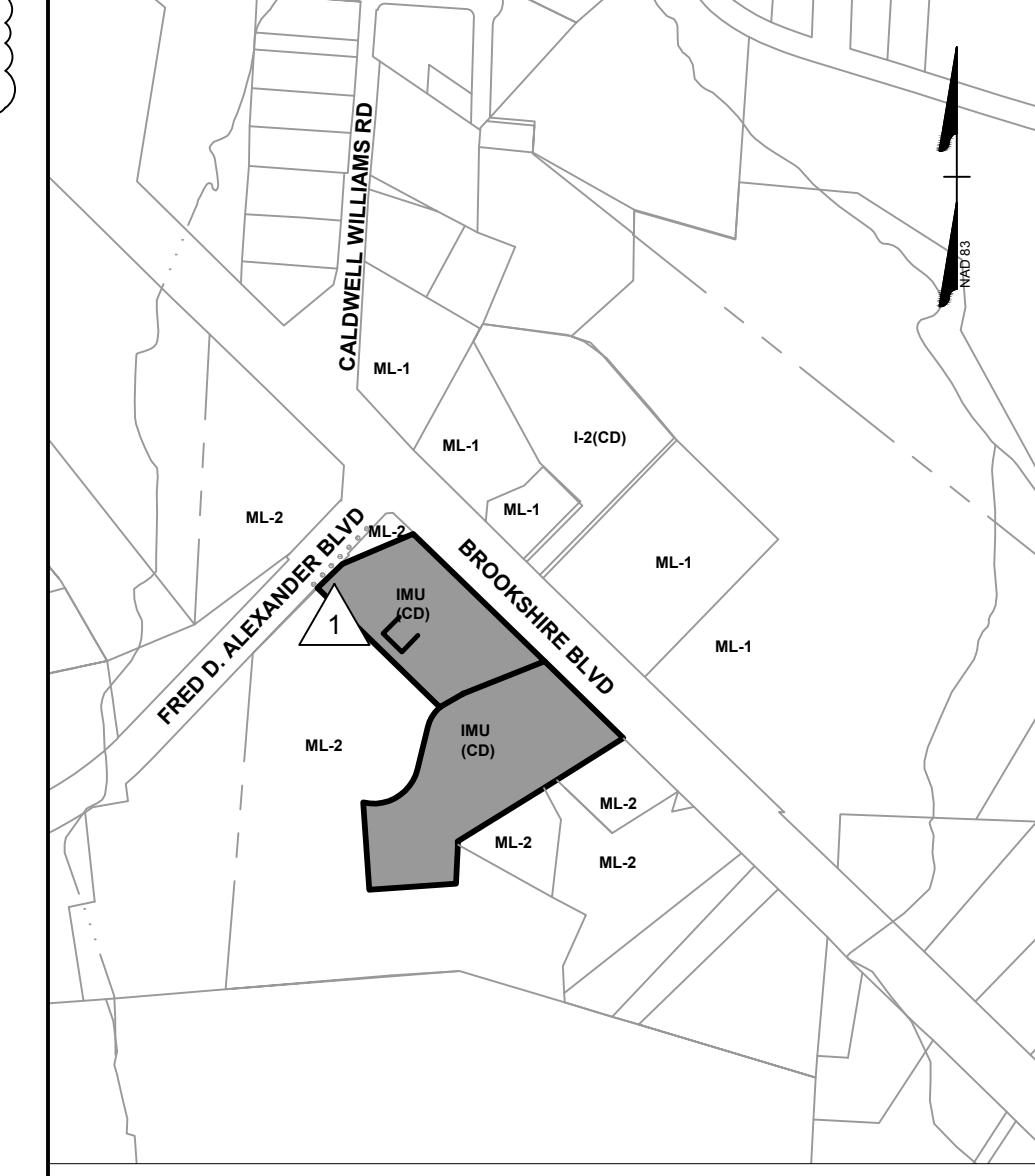 CALDWELL WILLIAMS RD
NAD 83
ML-1
ML-1
I-2(CD)
ML-1
ML-2
ML-2
FRED D. ALEXANDER BLVD
BROOKSHIRE BLVD
ML-1
IMU
(CD)
1
ML-1
ML-2
IMU
(CD)
ML-2
ML-2
ML-2